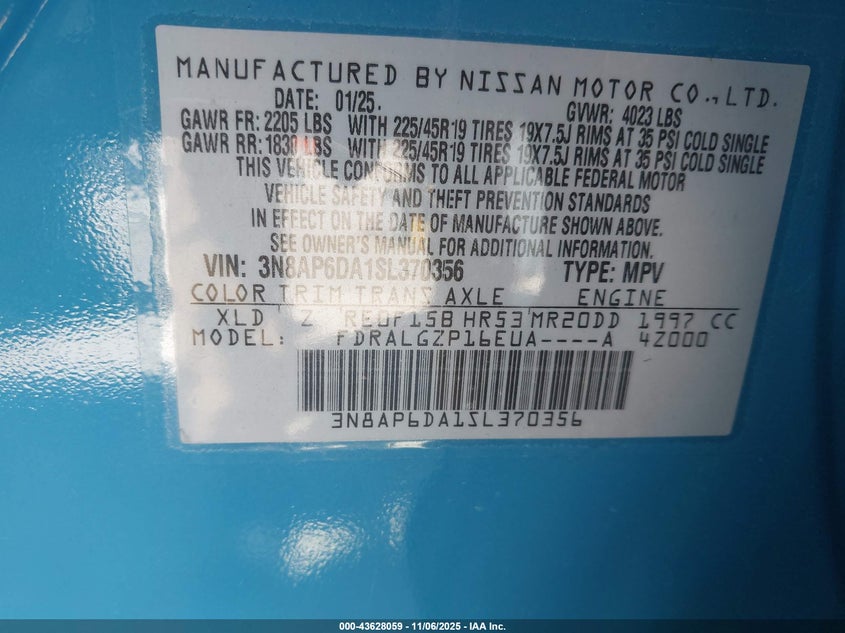 MANUFACTURED BY NISSAN MOTOR CO., LTD.
DATE: 01/25. GVWR: 4023 LBS
GAWR FR: 2205 LBS WITH 225/45R19 TIRES 19X7.5J RIMS AT 35 PSI COLD SINGLE
GAWR RR: 1830 LBS WITH 225/45R19 TIRES 19X7.5J RIMS AT 35 PSI COLD SINGLE
THIS VEHICLE CONFORMS TO ALL APPLICABLE FEDERAL MOTOR
VEHICLE SAFETY AND THEFT PREVENTION STANDARDS
IN EFFECT ON THE DATE OF MANUFACTURE SHOWN ABOVE.
SEE OWNER'S MANUAL FOR ADDITIONAL INFORMATION.
VIN: 3N8AP6DA1SL370356 TYPE: MPV
COLOR TRIM TRANS AXLE ENGINE
XLD Z RE0F15B HR53 MR20DD 1997 CC
MODEL: FDRALGZP16EUA----A 4Z000
3N8AP6DA1SL370356
000-43628059 - 11/06/2025 - IAA Inc.